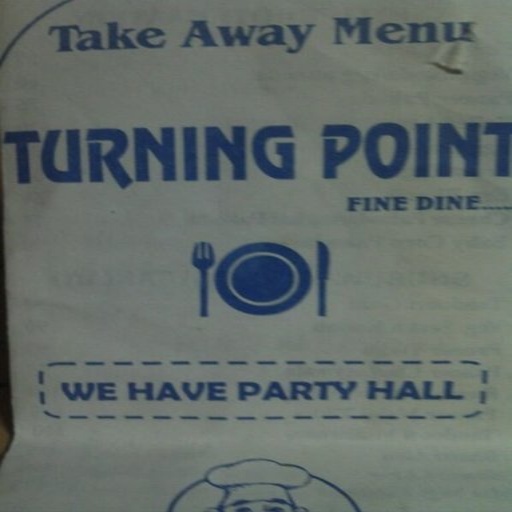 Take Away Menu
TURNING POINT
FINE DINE.....
WE HAVE PARTY HALL